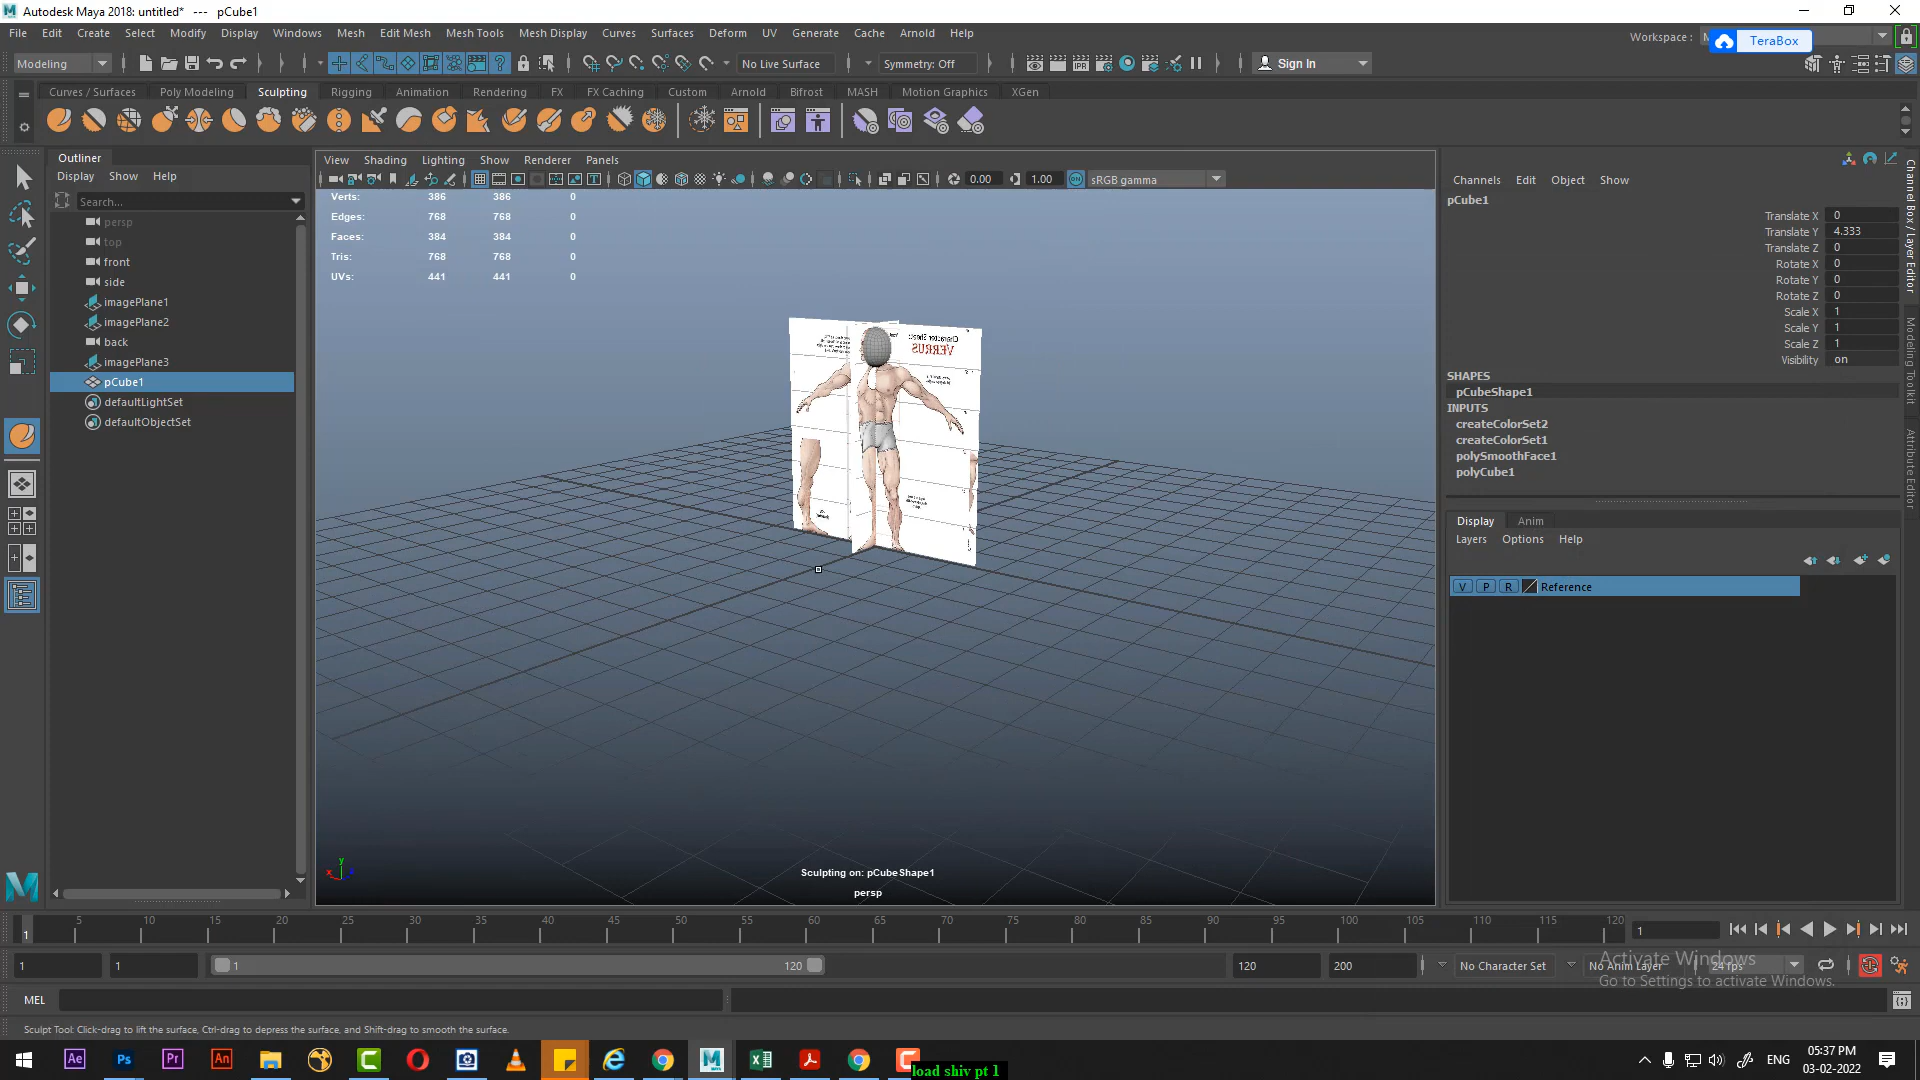 Autodesk Maya 2018: untitled*   ---   pCube1
File Edit Create Select Modify Display Windows Mesh Edit Mesh Mesh Tools Mesh Display Curves Surfaces Deform UV Generate Cache Arnold Help
Workspace :
TeraBox
Modeling
No Live Surface
Symmetry: Off
Sign In
Curves / Surfaces Poly Modeling Sculpting Rigging Animation Rendering FX FX Caching Custom Arnold Bifrost MASH Motion Graphics XGen
Outliner
Display Show Help
Search...
persp
top
front
side
imagePlane1
imagePlane2
back
imagePlane3
pCube1
defaultLightSet
defaultObjectSet
View Shading Lighting Show Renderer Panels
0.00
1.00
sRGB gamma
Verts: 386 386 0
Edges: 768 768 0
Faces: 384 384 0
Tris: 768 768 0
UVs: 441 441 0
Character Sheet:
VERRUS
Sculpting on: pCubeShape1
persp
x y
Channels Edit Object Show
pCube1
Translate X 0
Translate Y 4.333
Translate Z 0
Rotate X 0
Rotate Y 0
Rotate Z 0
Scale X 1
Scale Y 1
Scale Z 1
Visibility on
SHAPES
pCubeShape1
INPUTS
createColorSet2
createColorSet1
polySmoothFace1
polyCube1
Display Anim
Layers Options Help
V P R Reference
Channel Box / Layer Editor
Modeling Toolkit
Attribute Editor
1 5 10 15 20 25 30 35 40 45 50 55 60 65 70 75 80 85 90 95 100 105 110 115 120
1
1 1 1 120 120 200
No Character Set
No Anim Layer
24 fps
Activate Windows
Go to Settings to activate Windows.
MEL
Sculpt Tool: Click-drag to lift the surface, Ctrl-drag to depress the surface, and Shift-drag to smooth the surface.
Ae Ps Pr An
load shiv pt 1
ENG
05:37 PM
03-02-2022